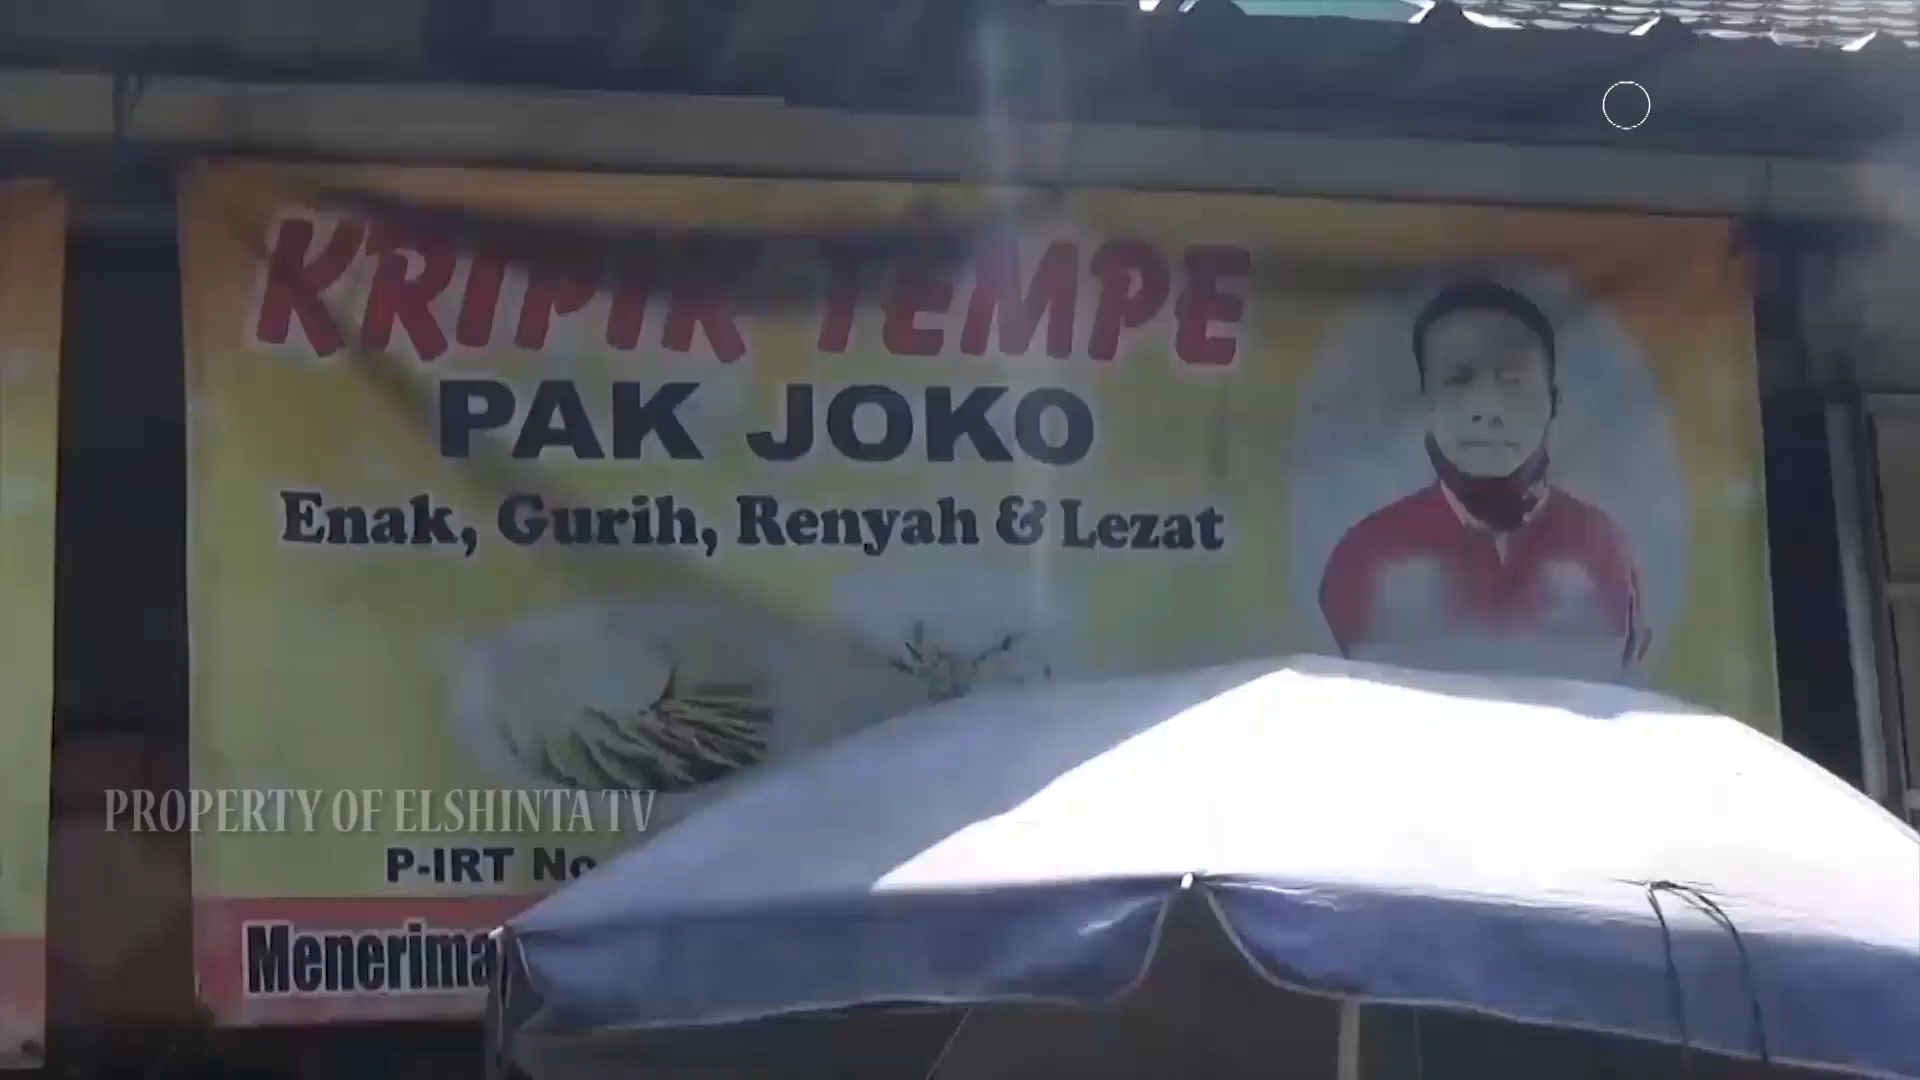 KRIPIK TEMPE
PAK JOKO
Enak, Gurih, Renyah & Lezat
PROPERTY OF ELSHINTA TV
P-IRT No
Menerima